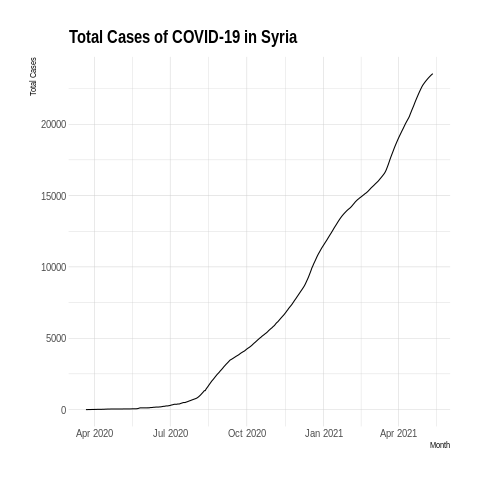 Total Cases of COVID-19 in Syria
Total Cases
20000
15000
10000
5000
0
Apr 2020 Jul 2020 Oct 2020 Jan 2021 Apr 2021
Month